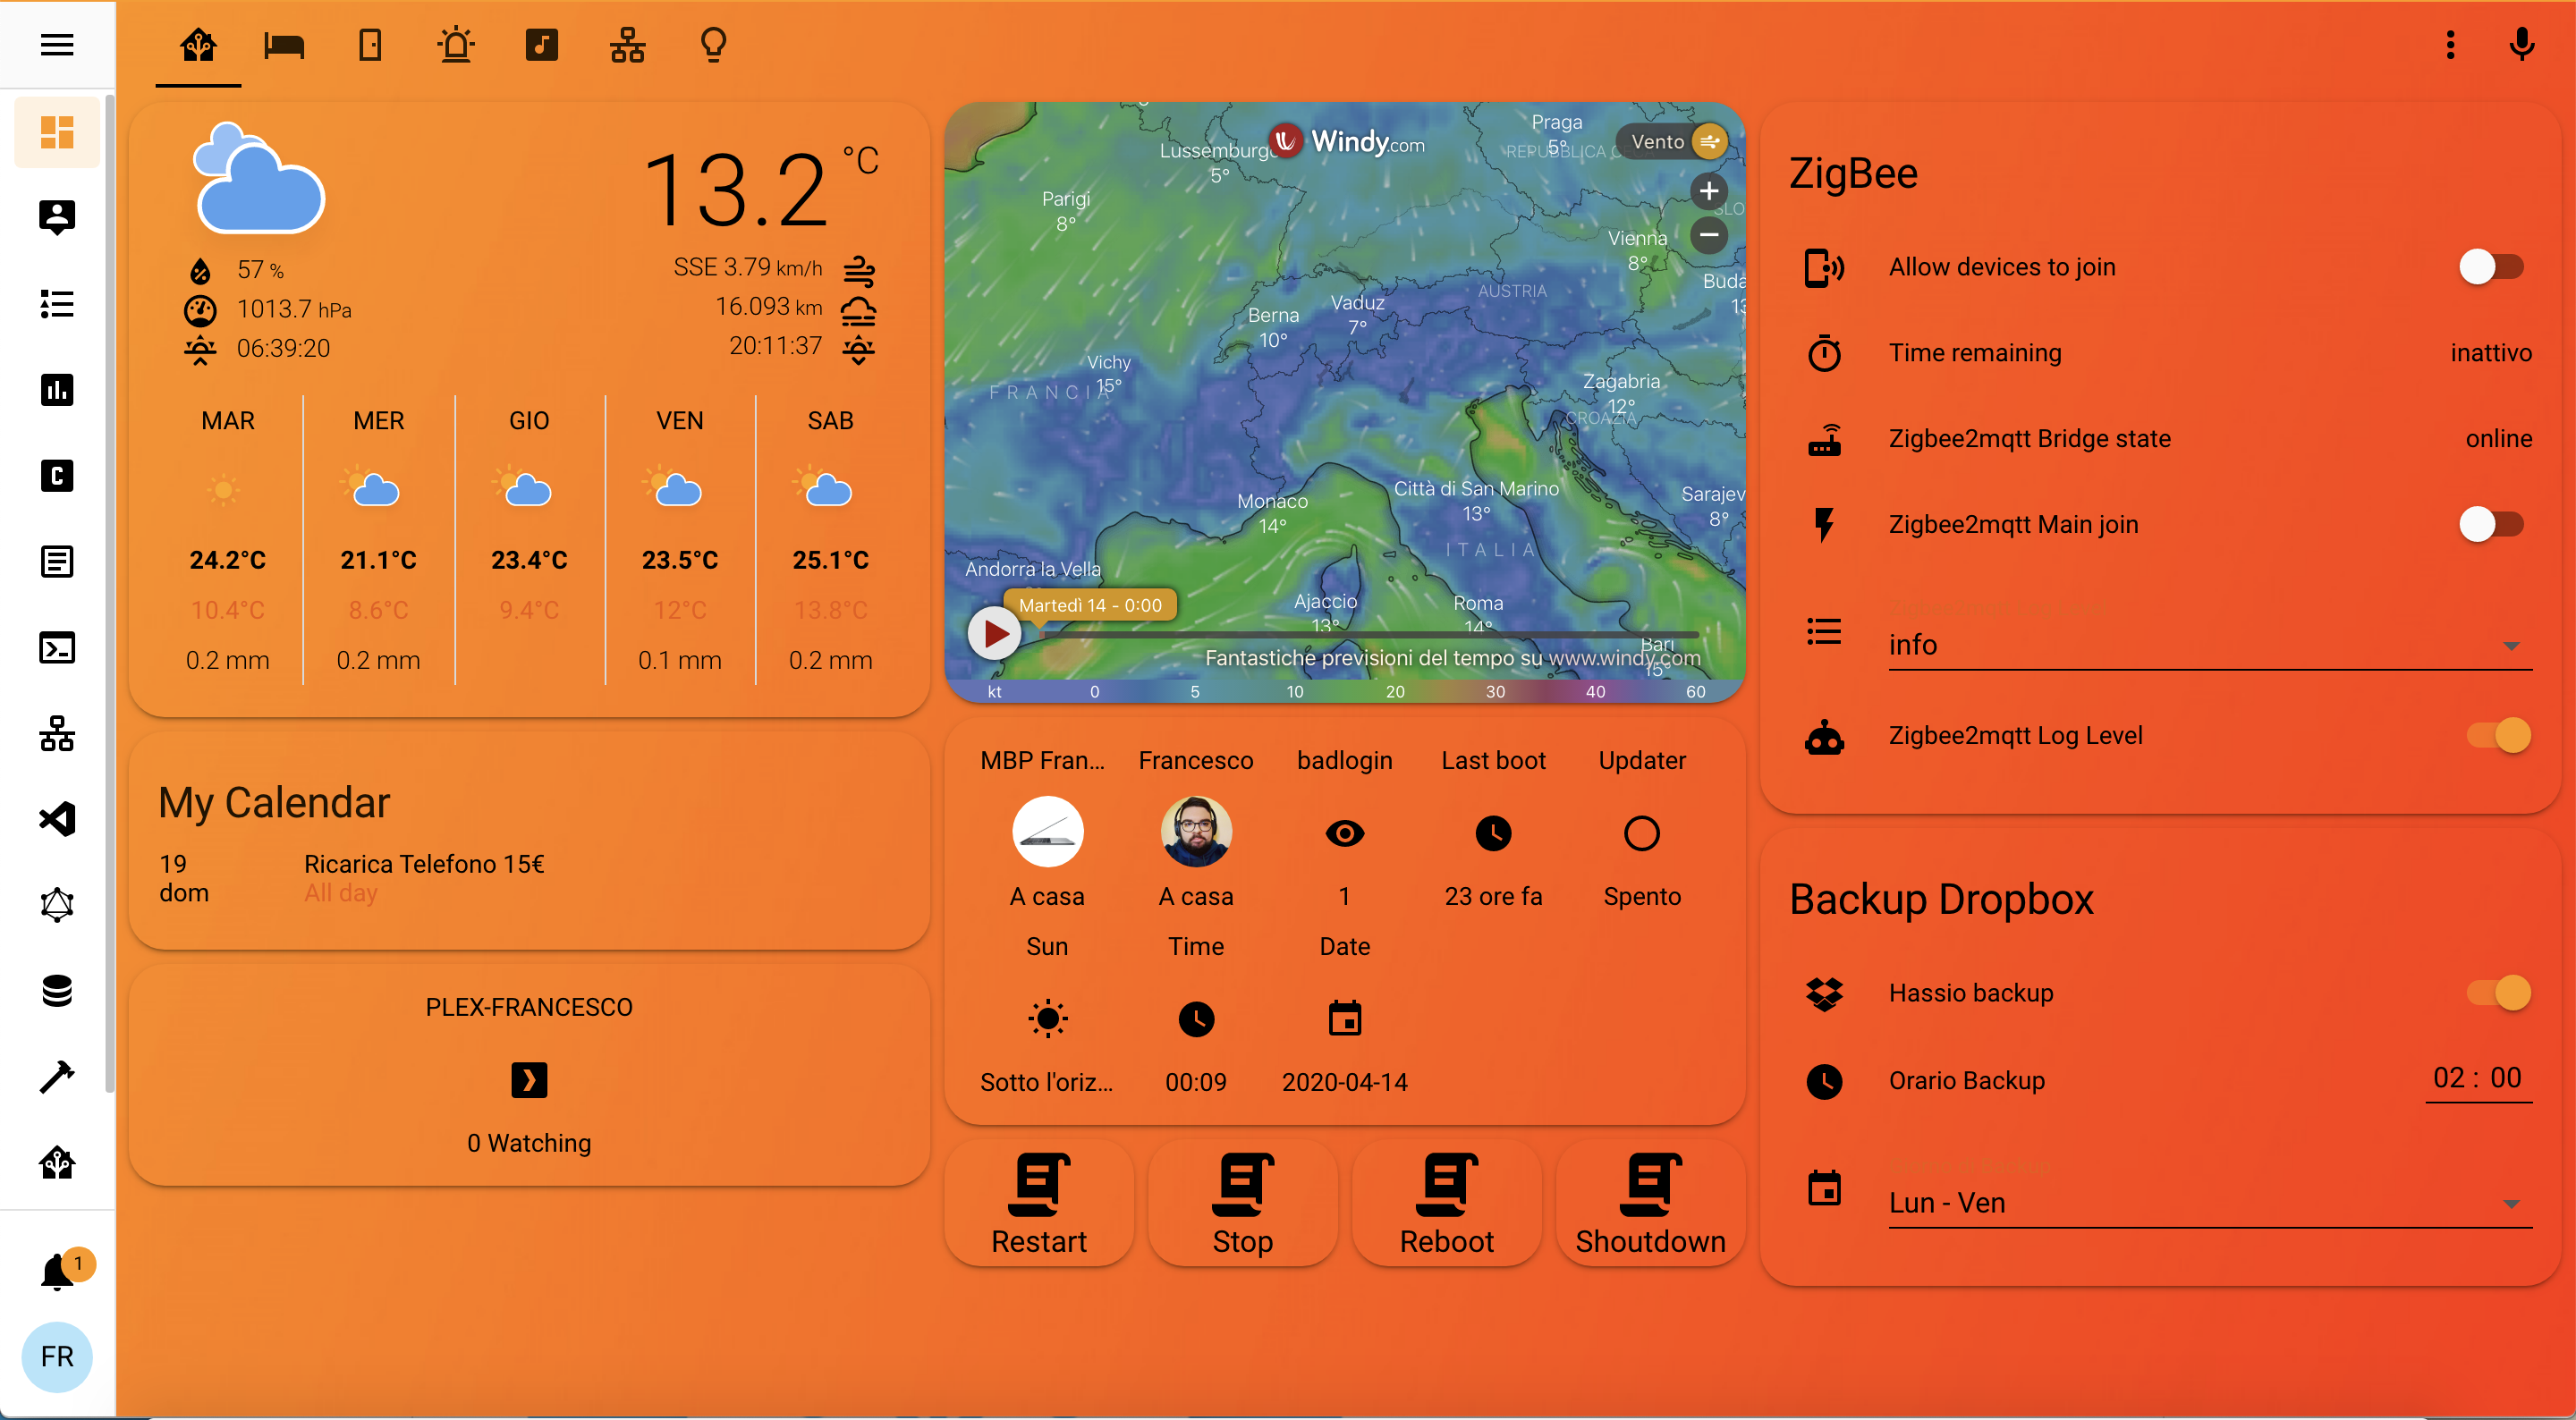 13.2 °C
57 %
1013.7 hPa
06:39:20
SSE 3.79 km/h
16.093 km
20:11:37
MAR MER GIO VEN SAB
24.2°C 21.1°C 23.4°C 23.5°C 25.1°C
10.4°C 8.6°C 9.4°C 12°C 13.8°C
0.2 mm 0.2 mm 0.1 mm 0.2 mm
My Calendar
19 Ricarica Telefono 15€
dom All day
PLEX-FRANCESCO
0 Watching
Windy.com
Vento
Praga
5°
Lussemburgo
5°
Parigi
8°
SLO
Vienna
8°
Buda
13
AUSTRIA
Vaduz
7°
Berna
10°
Vichy
15°
FRANCIA
Zagabria
12°
CROAZIA
Città di San Marino
13°
Monaco
14°
Sarajev
8°
ITALIA
Andorra la Vella
Martedì 14 - 0:00
Ajaccio
13°
Roma
14°
Bari
15°
Fantastiche previsioni del tempo su www.windy.com
kt 0 5 10 20 30 40 60
MBP Fran... Francesco badlogin Last boot Updater
A casa A casa 1 23 ore fa Spento
Sun Time Date
Sotto l'oriz... 00:09 2020-04-14
Restart Stop Reboot Shoutdown
ZigBee
Allow devices to join
Time remaining inattivo
Zigbee2mqtt Bridge state online
Zigbee2mqtt Main join
info
Zigbee2mqtt Log Level
Backup Dropbox
Hassio backup
Orario Backup 02 : 00
Lun - Ven
C
1
FR